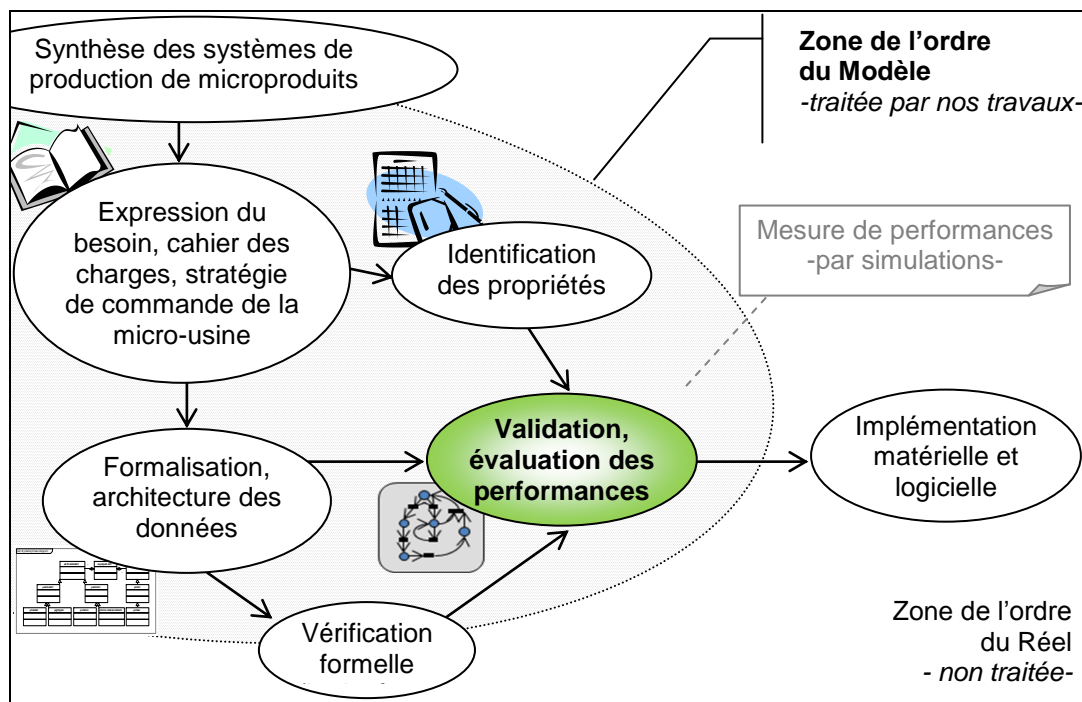 Synthèse des systèmes de
production de microproduits
Zone de l'ordre
du Modèle
-traitée par nos travaux-
Expression du
besoin, cahier des
charges, stratégie
de commande de la
micro-usine
Identification
des propriétés
Mesure de performances
-par simulations-
Validation,
évaluation des
performances
Implémentation
matérielle et
logicielle
Formalisation,
architecture des
données
Vérification
formelle
Zone de l'ordre
du Réel
- non traitée-